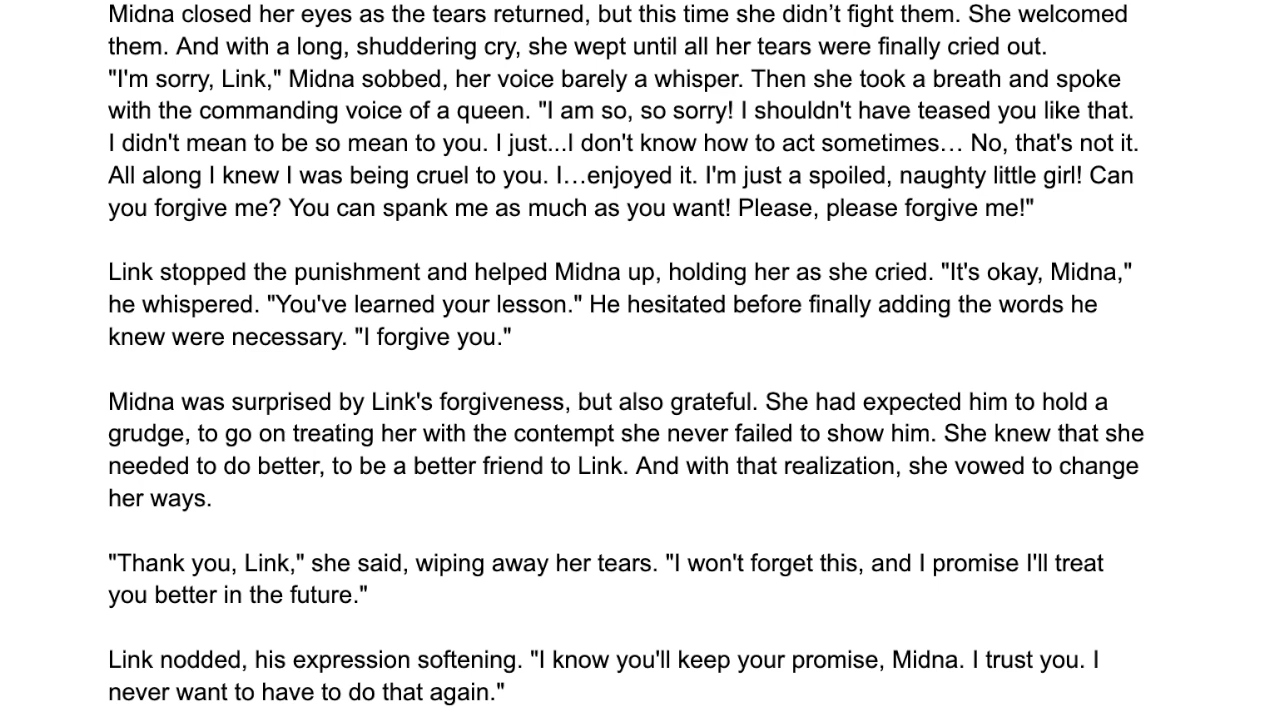 Midna closed her eyes as the tears returned, but this time she didn’t fight them. She welcomed
them. And with a long, shuddering cry, she wept until all her tears were finally cried out.
"I'm sorry, Link," Midna sobbed, her voice barely a whisper. Then she took a breath and spoke
with the commanding voice of a queen. "I am so, so sorry! I shouldn't have teased you like that.
I didn't mean to be so mean to you. I just...I don't know how to act sometimes… No, that's not it.
All along I knew I was being cruel to you. I…enjoyed it. I'm just a spoiled, naughty little girl! Can
you forgive me? You can spank me as much as you want! Please, please forgive me!"
Link stopped the punishment and helped Midna up, holding her as she cried. "It's okay, Midna,"
he whispered. "You've learned your lesson." He hesitated before finally adding the words he
knew were necessary. "I forgive you."
Midna was surprised by Link's forgiveness, but also grateful. She had expected him to hold a
grudge, to go on treating her with the contempt she never failed to show him. She knew that she
needed to do better, to be a better friend to Link. And with that realization, she vowed to change
her ways.
"Thank you, Link," she said, wiping away her tears. "I won't forget this, and I promise I'll treat
you better in the future."
Link nodded, his expression softening. "I know you'll keep your promise, Midna. I trust you. I
never want to have to do that again."